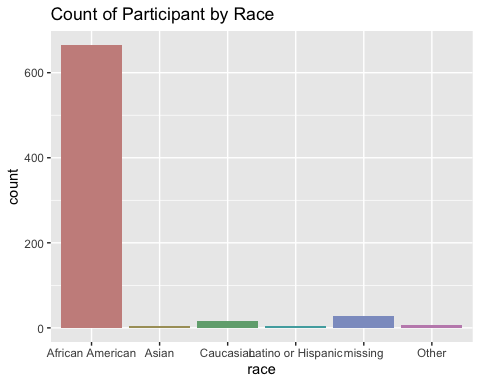 Count of Participant by Race
count
600
400
200
0
African American Asian Caucasian Latino or Hispanic missing Other
race